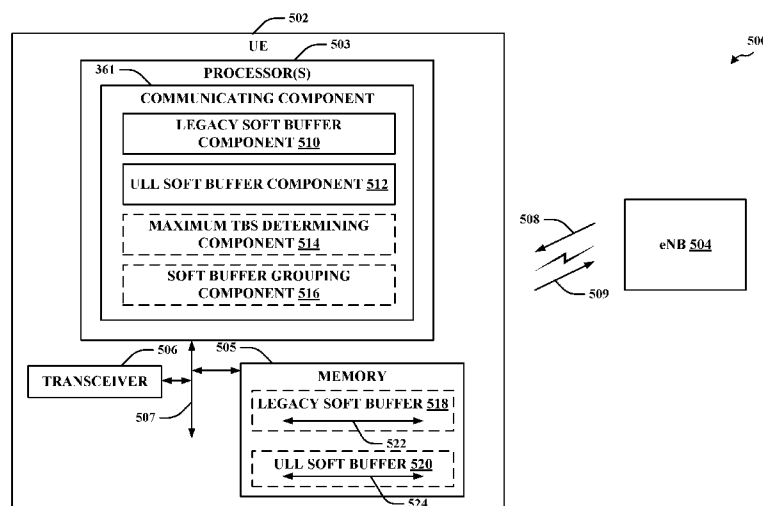 502
UE
503
500
361
PROCESSOR(S)
COMMUNICATING COMPONENT
LEGACY SOFT BUFFER
COMPONENT 510
ULL SOFT BUFFER COMPONENT 512
MAXIMUM TBS DETERMINING
COMPONENT 514
SOFT BUFFER GROUPING
COMPONENT 516
508
eNB 504
509
506
505
TRANSCEIVER
507
MEMORY
LEGACY SOFT BUFFER 518
522
ULL SOFT BUFFER 520
524